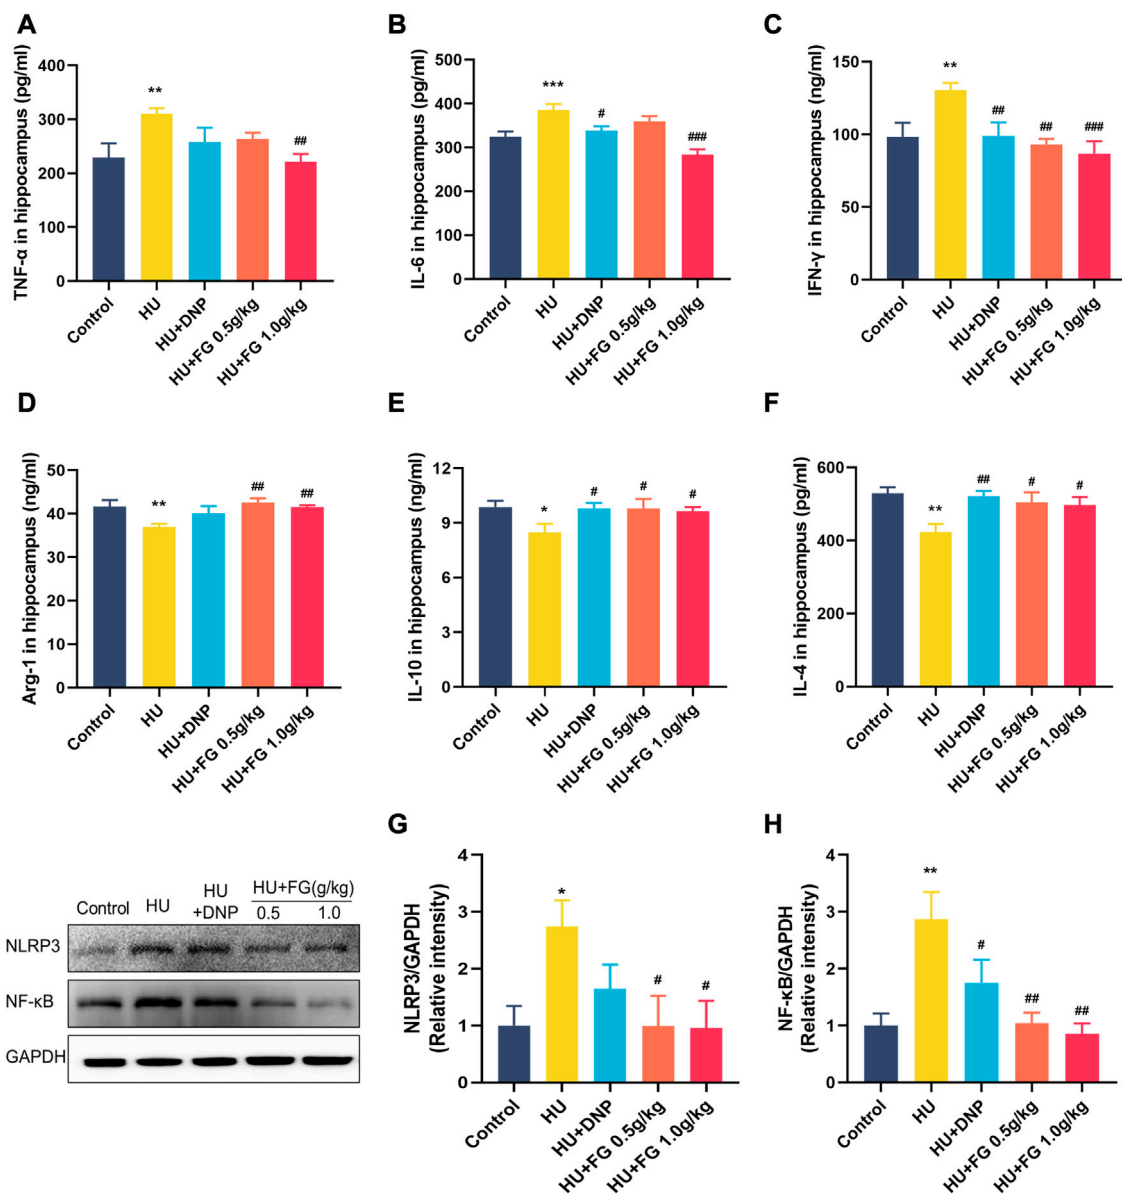 A
TNF-α in hippocampus (pg/ml)
400
300
200
100
0
**
##
Control
HU
HU+DNP
HU+FG 0.5g/kg
HU+FG 1.0g/kg
B
IL-6 in hippocampus (pg/ml)
500
400
300
200
100
0
***
#
###
Control
HU
HU+DNP
HU+FG 0.5g/kg
HU+FG 1.0g/kg
C
IFN-γ in hippocampus (ng/ml)
150
100
50
0
**
##
##
###
Control
HU
HU+DNP
HU+FG 0.5g/kg
HU+FG 1.0g/kg
D
Arg-1 in hippocampus (ng/ml)
50
40
30
20
10
0
**
##
##
Control
HU
HU+DNP
HU+FG 0.5g/kg
HU+FG 1.0g/kg
E
IL-10 in hippocampus (ng/ml)
12
9
6
3
0
*
#
#
#
Control
HU
HU+DNP
HU+FG 0.5g/kg
HU+FG 1.0g/kg
F
IL-4 in hippocampus (pg/ml)
600
400
200
0
**
##
#
#
Control
HU
HU+DNP
HU+FG 0.5g/kg
HU+FG 1.0g/kg
Control
HU
HU
+DNP
HU+FG(g/kg)
0.5
1.0
NLRP3
NF-κB
GAPDH
G
NLRP3/GAPDH
(Relative intensity)
4
3
2
1
0
*
#
#
Control
HU
HU+DNP
HU+FG 0.5g/kg
HU+FG 1.0g/kg
H
NF-κB/GAPDH
(Relative intensity)
4
3
2
1
0
**
#
##
##
Control
HU
HU+DNP
HU+FG 0.5g/kg
HU+FG 1.0g/kg